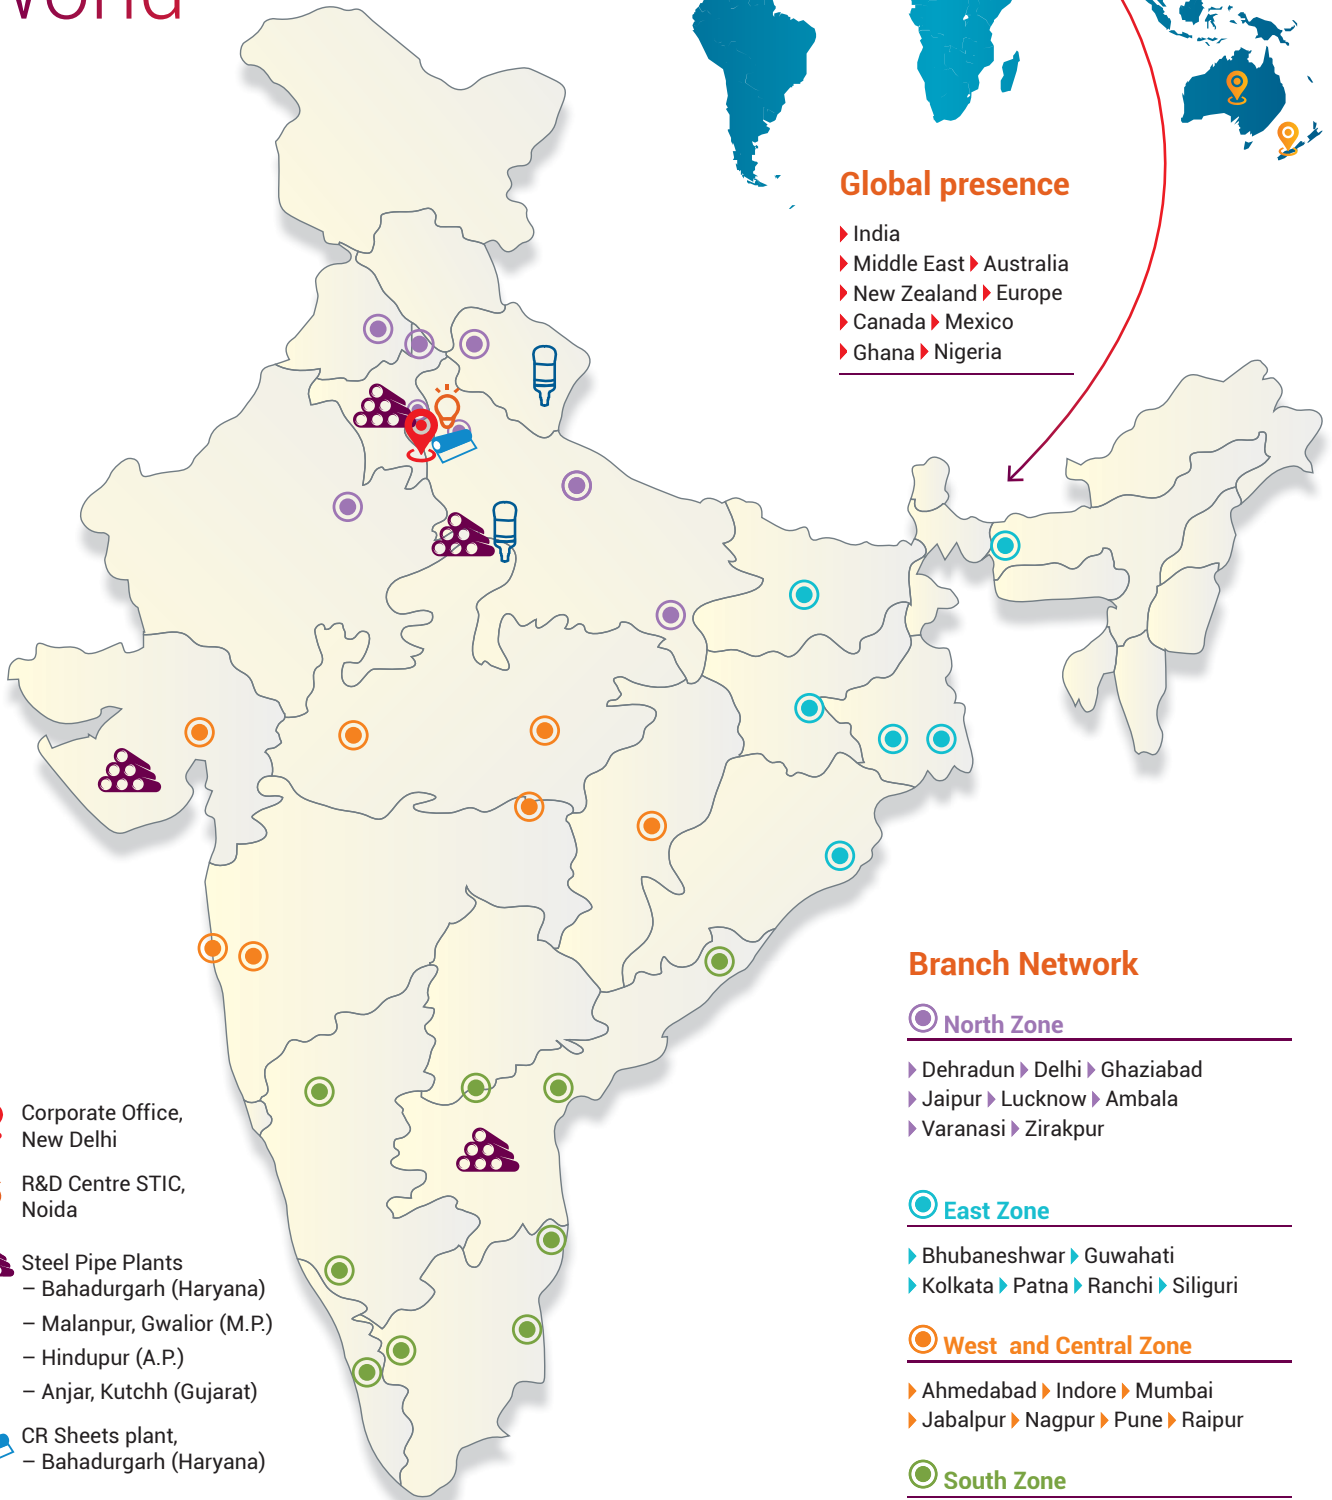 World
Global presence
India
Middle East Australia
New Zealand Europe
Canada Mexico
Ghana Nigeria
Branch Network
North Zone
Dehradun Delhi Ghaziabad
Jaipur Lucknow Ambala
Varanasi Zirakpur
East Zone
Bhubaneshwar Guwahati
Kolkata Patna Ranchi Siliguri
West and Central Zone
Ahmedabad Indore Mumbai
Jabalpur Nagpur Pune Raipur
South Zone
Corporate Office,
New Delhi
R&D Centre STIC,
Noida
Steel Pipe Plants
– Bahadurgarh (Haryana)
– Malanpur, Gwalior (M.P.)
– Hindupur (A.P.)
– Anjar, Kutchh (Gujarat)
CR Sheets plant,
– Bahadurgarh (Haryana)